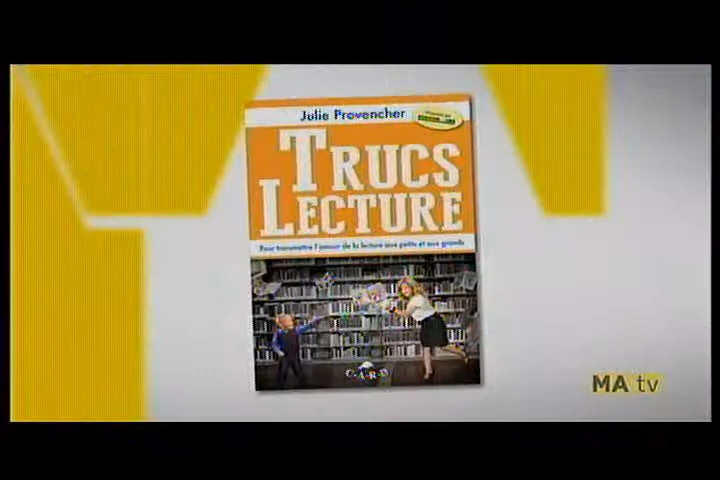 Julie Provencher
TRUCS
LECTURE
Pour transmettre l'amour de la lecture aux petits et aux grands
C.A.R.D
MA tv